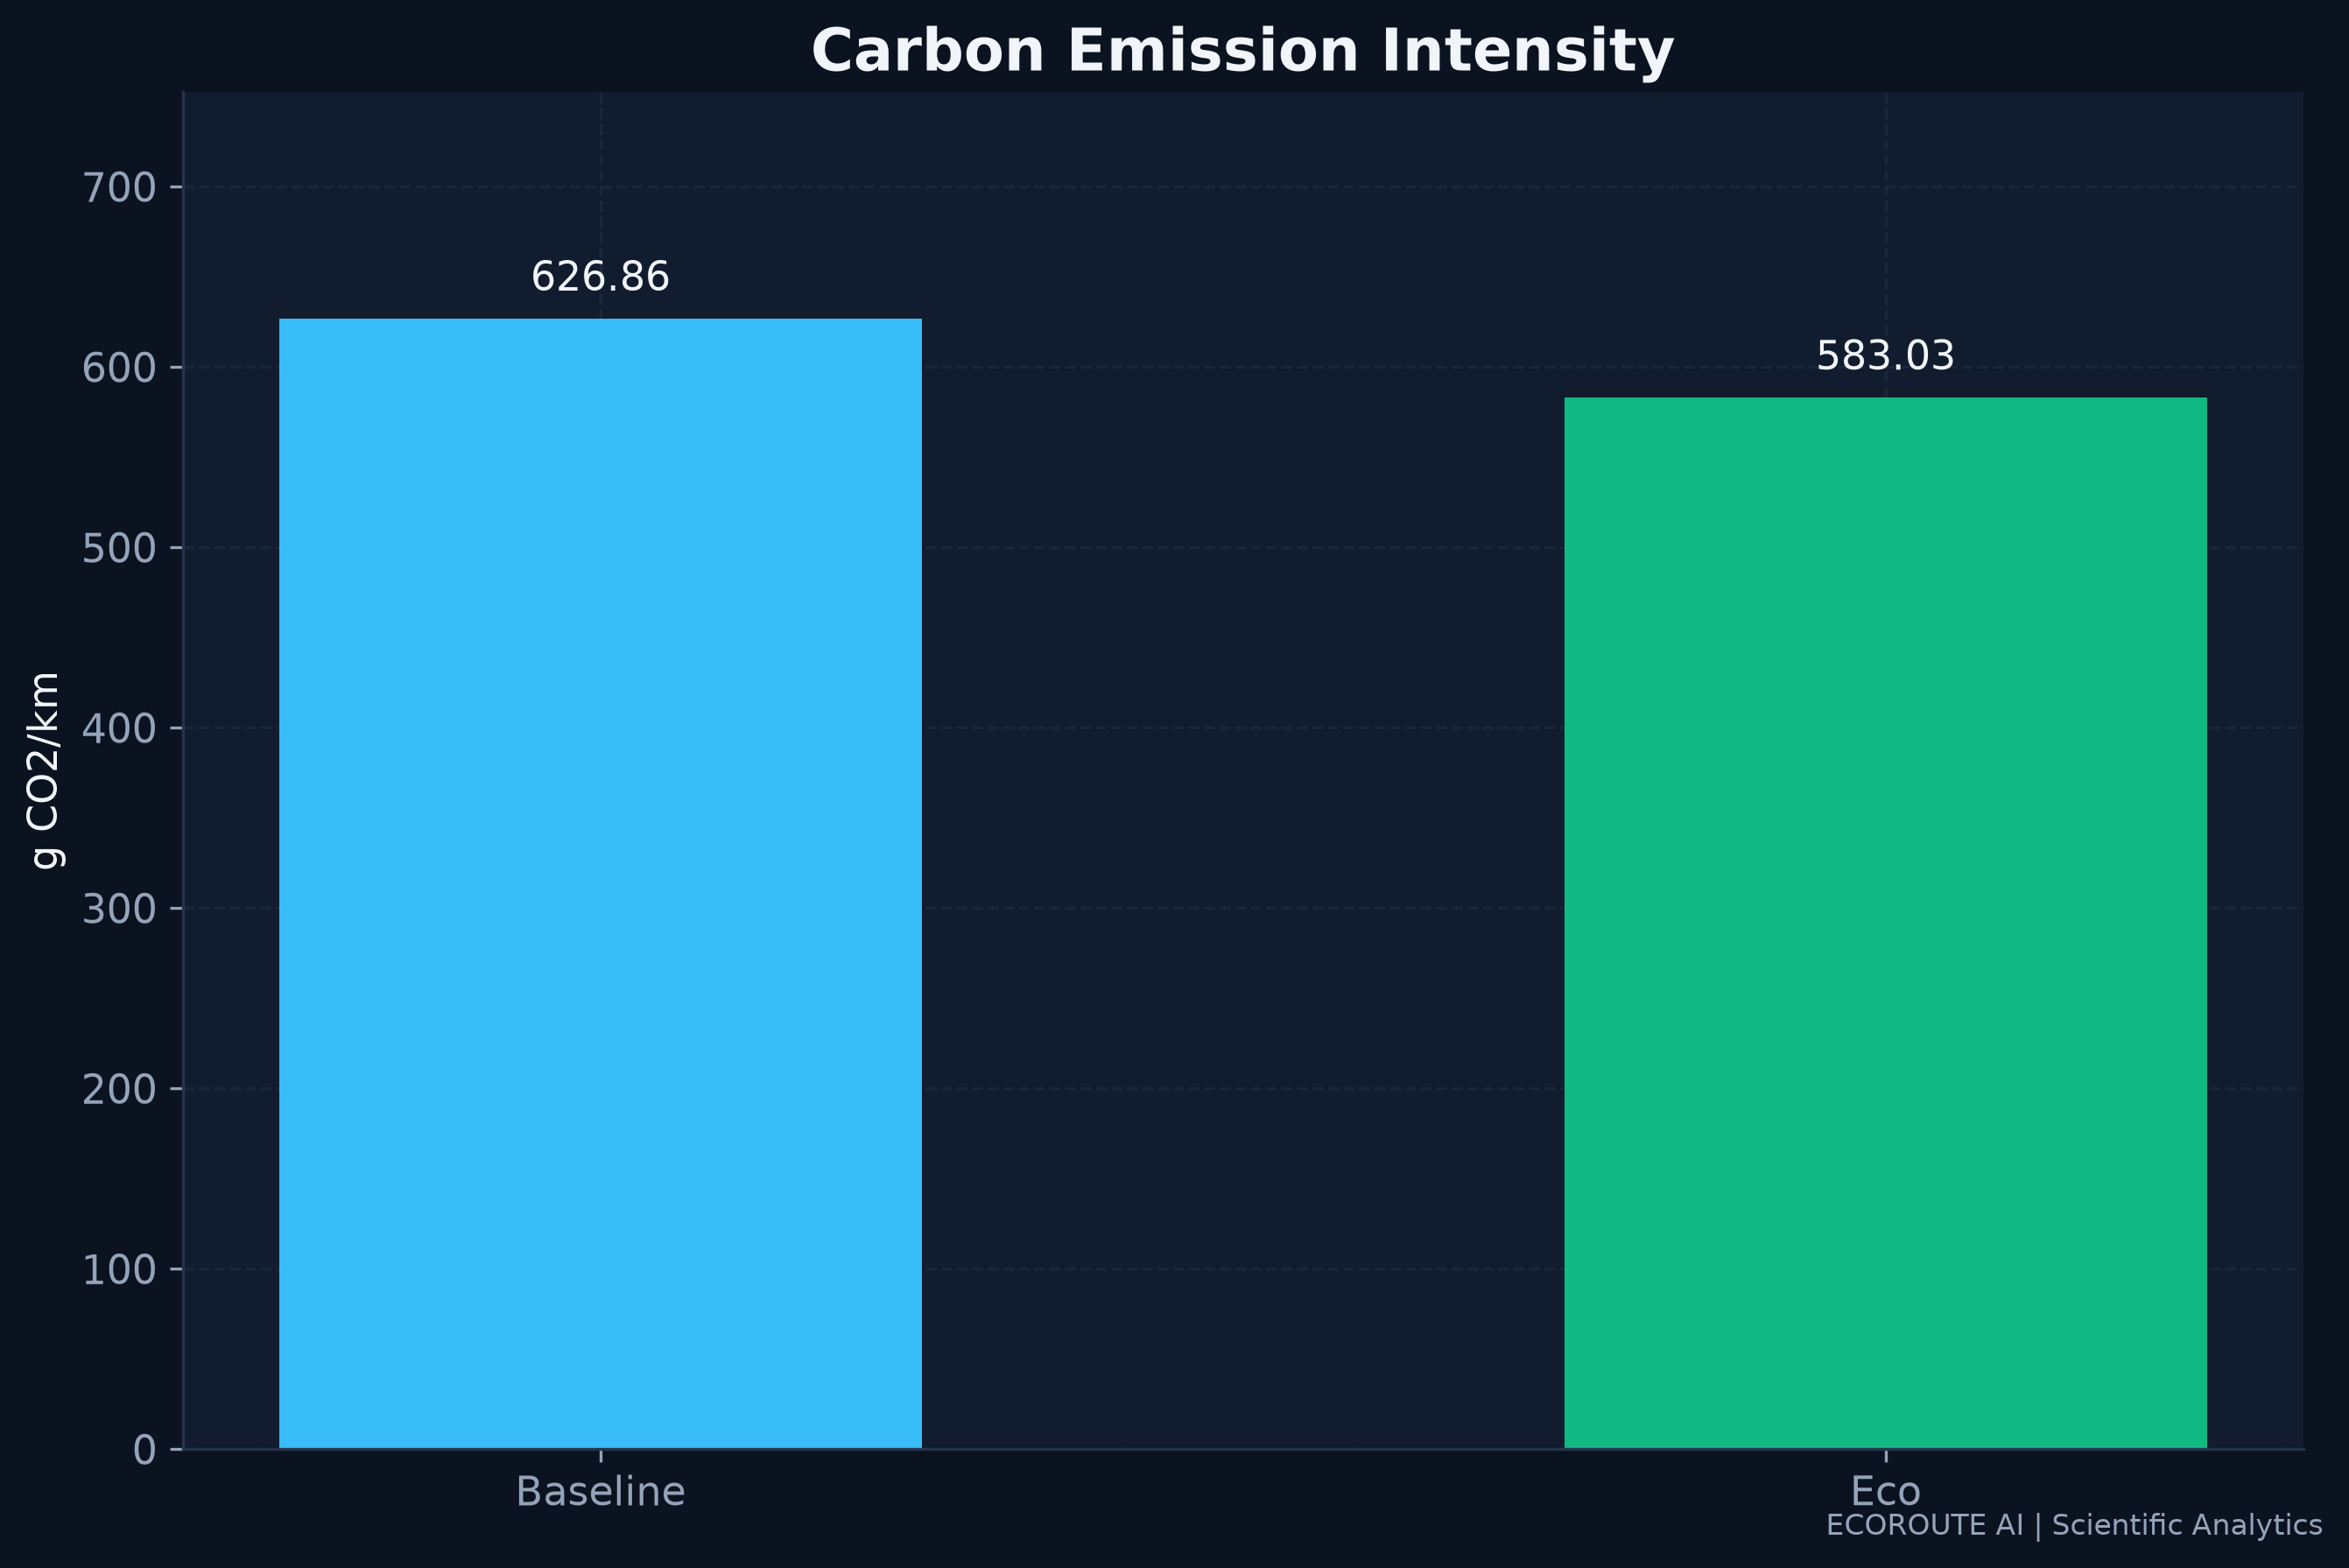 Carbon Emission Intensity
g CO2/km
700
600
500
400
300
200
100
0
626.86
583.03
Baseline
Eco
ECOROUTE AI | Scientific Analytics